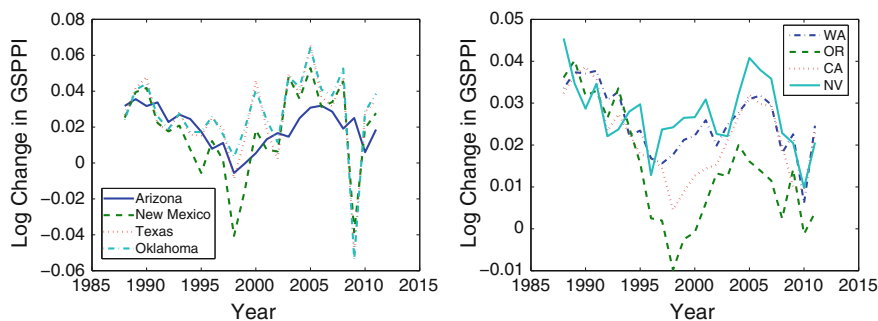 Log Change in GSPPI
0.08
0.06
0.04
0.02
0
0.02
0.04
−0.06
1985
1990
1995
2000
2005
2010
2015
Year
Arizona
New Mexico
Texas
Oklahoma
Log Change in GSPPI
0.05
0.04
0.03
0.02
0.01
0
−0.01
1985
1990
1995
2000
2005
2010
2015
Year
WA
OR
CA
NV